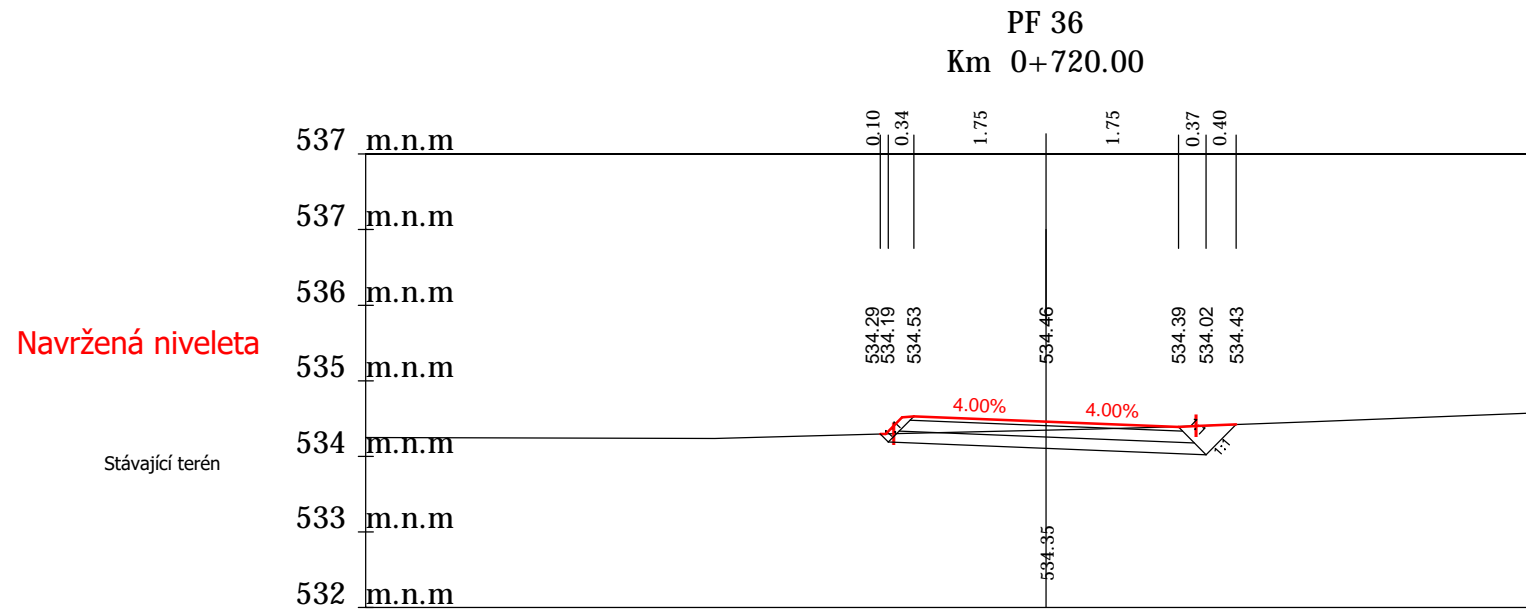 PF 36
Km 0+720.00
0.10
0.34
1.75
1.75
0.37
0.40
537 m.n.m
537 m.n.m
536 m.n.m
534.29
534.19
534.53
534.46
534.39
534.02
534.43
Navržená niveleta
535 m.n.m
4.00%
4.00%
534 m.n.m
1:1
Stávající terén
533 m.n.m
534.35
532 m.n.m